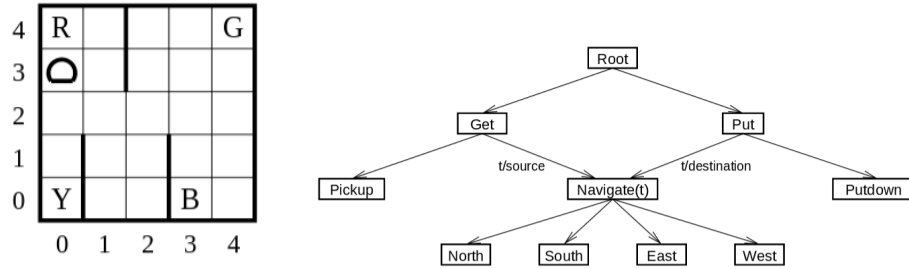 4 R G
3
2
1
0 Y B
0 1 2 3 4
Root
Get Put
t/source t/destination
Pickup Navigate(t) Putdown
North South East West